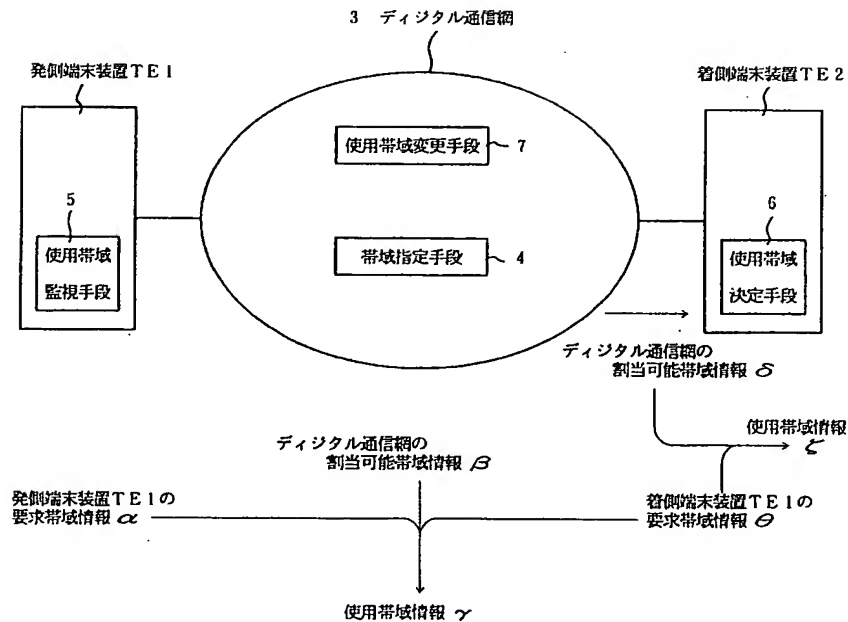 3 ディジタル通信網
発側端末装置TE1
着側端末装置TE2
使用帯域変更手段 7
5
使用帯域
監視手段
帯域指定手段 4
6
使用帯域
決定手段
ディジタル通信網の
割当可能帯域情報 δ
使用帯域情報
ζ
ディジタル通信網の
割当可能帯域情報 β
発側端末装置TE1の
要求帯域情報 α
着側端末装置TE1の
要求帯域情報 θ
使用帯域情報 γ